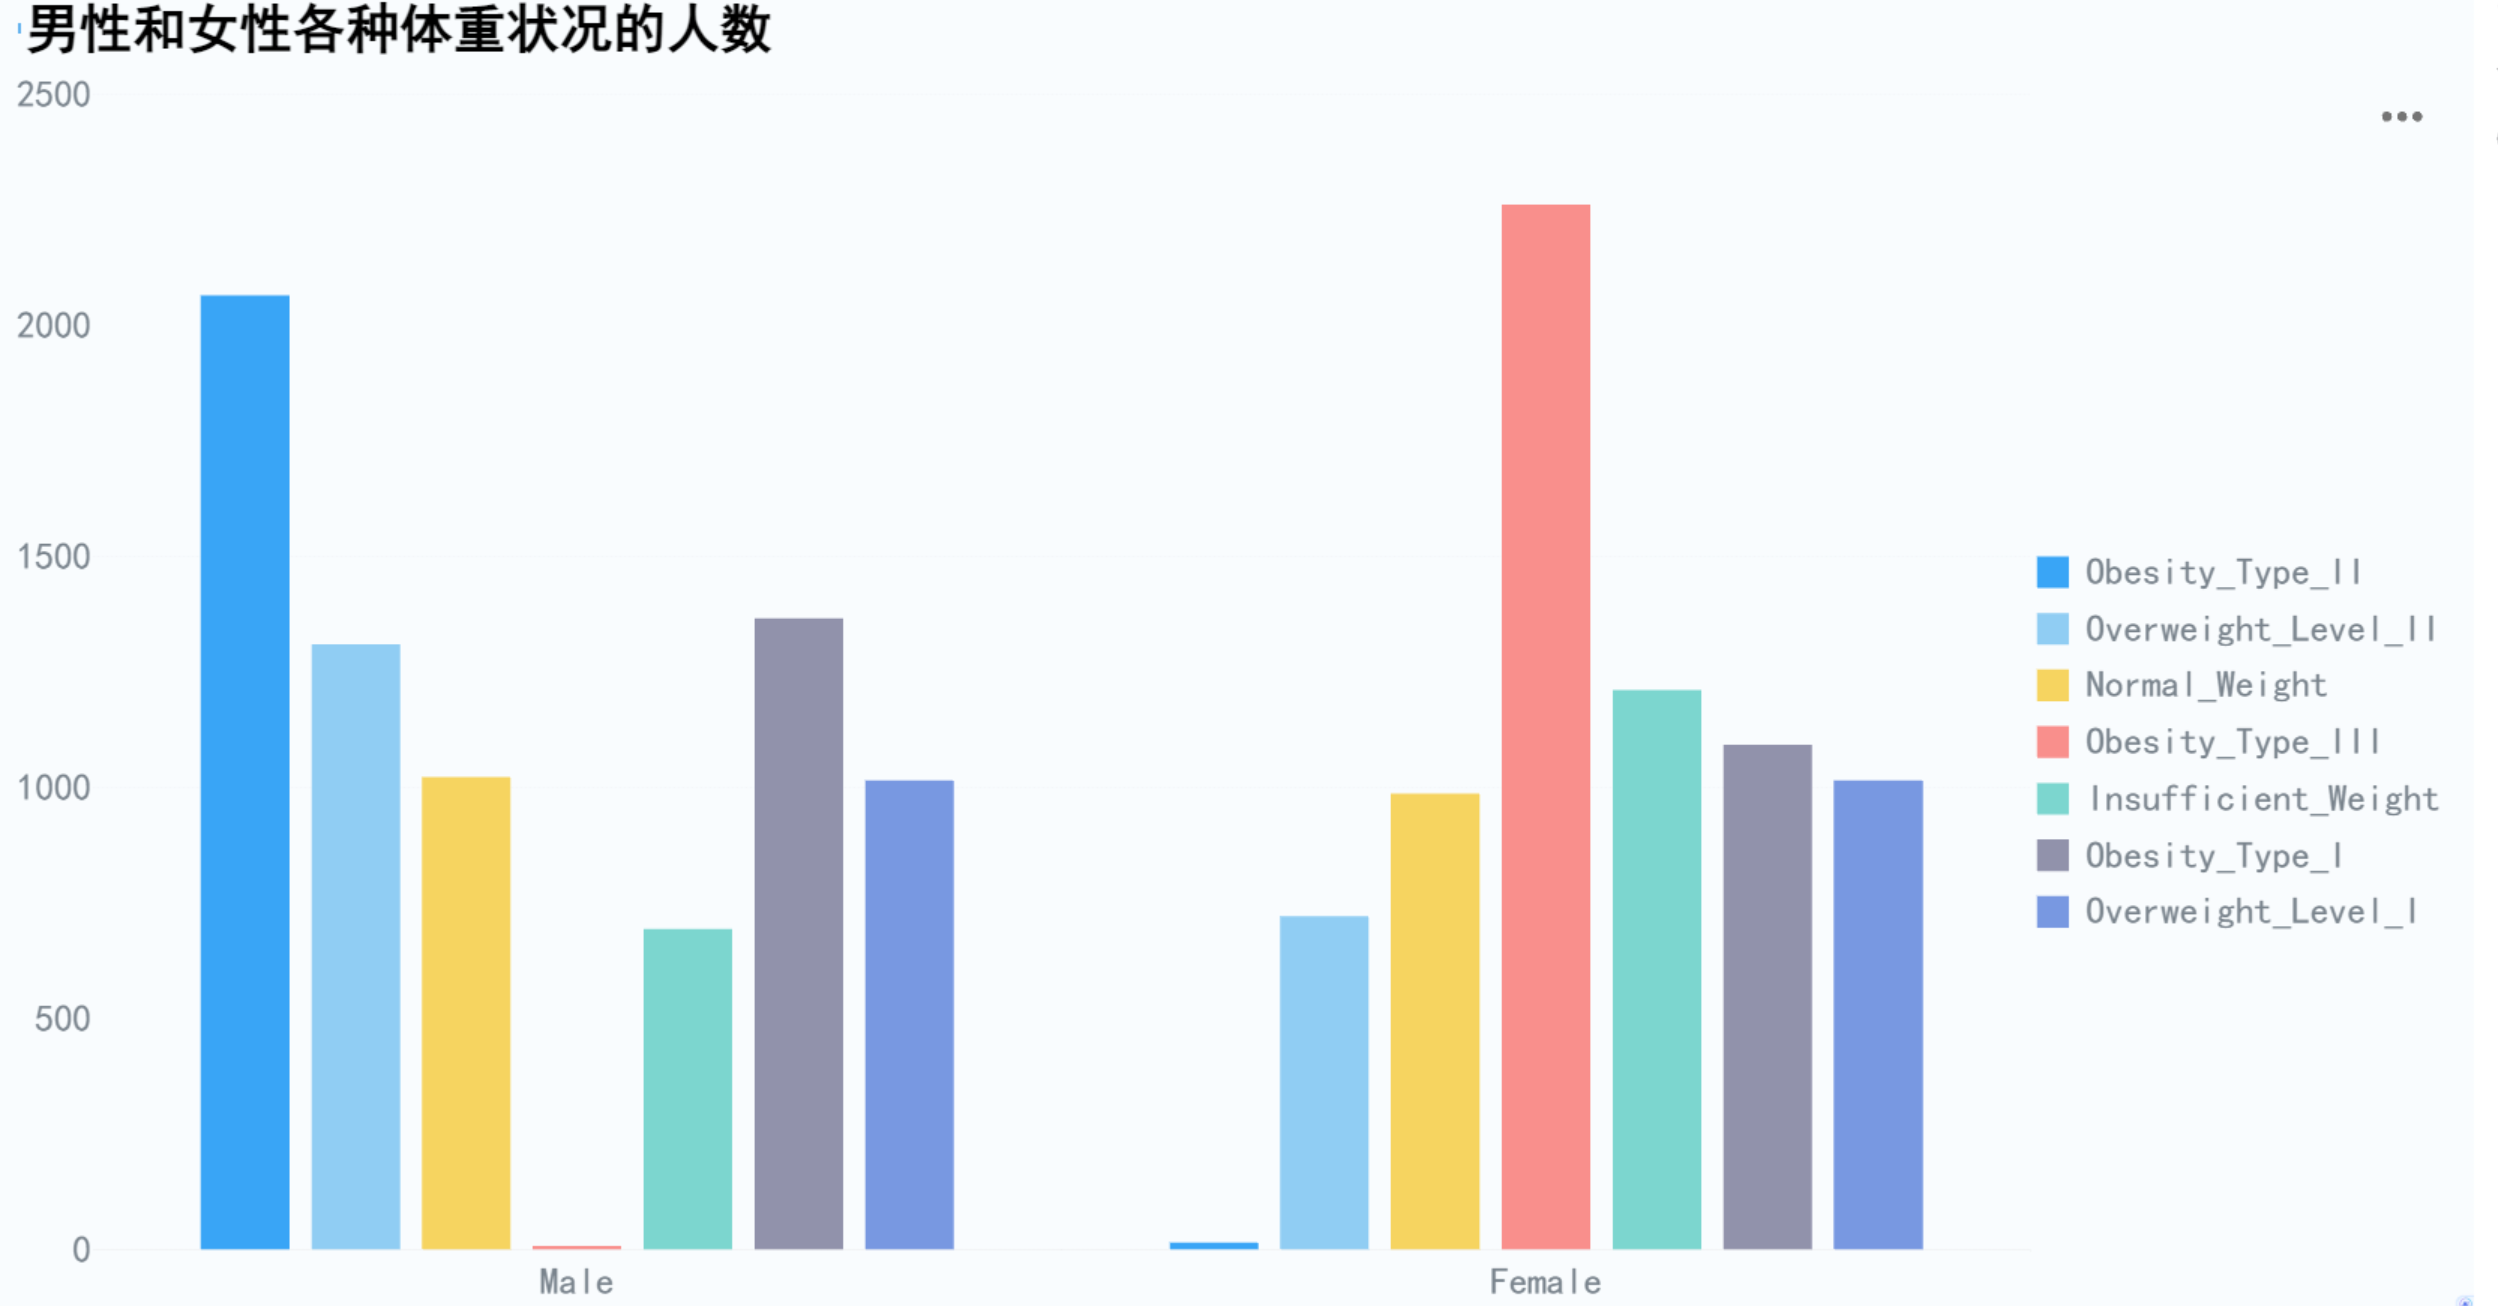 男性和女性各种体重状况的人数
2500
2000
1500
1000
500
0
Male
Female
Obesity_Type_II
Overweight_Level_II
Normal_Weight
Obesity_Type_III
Insufficient_Weight
Obesity_Type_I
Overweight_Level_I